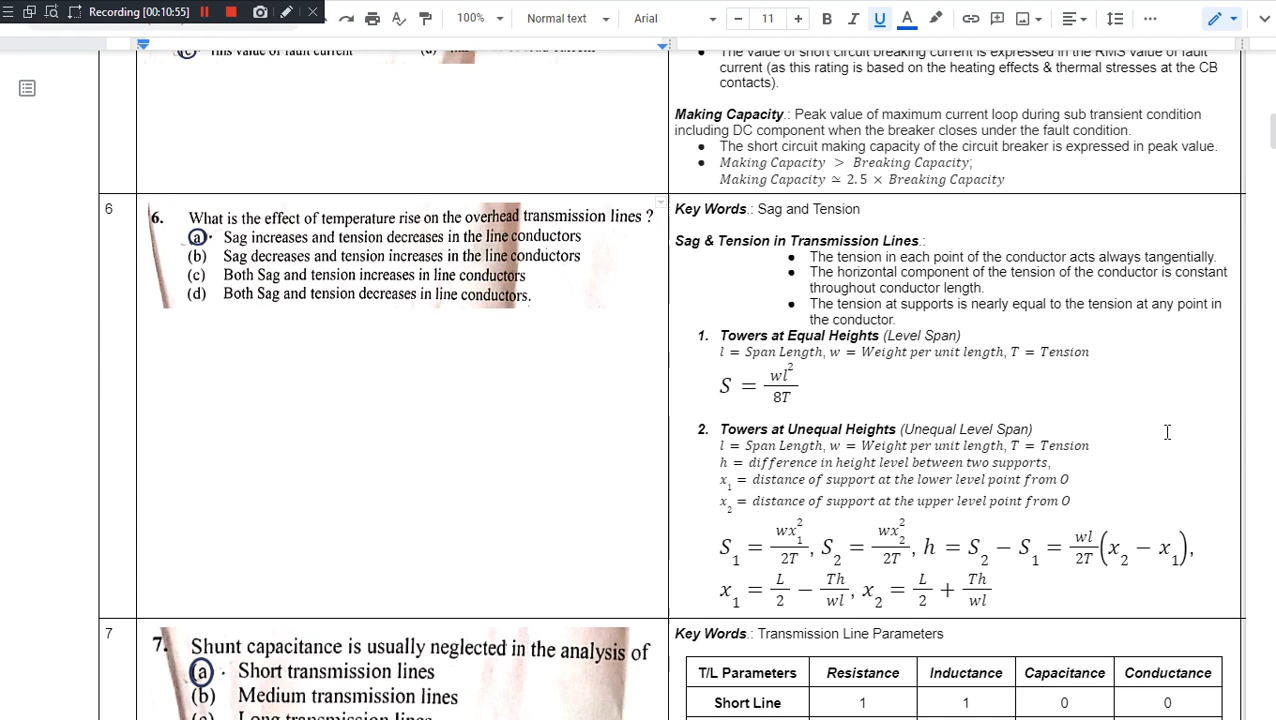 Recording [00:10:55]
100% Normal text Arial 11 B I U A
This value of fault current
The value of short circuit breaking current is expressed in the RMS value of fault
current (as this rating is based on the heating effects & thermal stresses at the CB
contacts).
Making Capacity.: Peak value of maximum current loop during sub transient condition
including DC component when the breaker closes under the fault condition.
● The short circuit making capacity of the circuit breaker is expressed in peak value.
● Making Capacity > Breaking Capacity;
Making Capacity ≃ 2.5 × Breaking Capacity
6
6. What is the effect of temperature rise on the overhead transmission lines ?
(a) · Sag increases and tension decreases in the line conductors
(b) Sag decreases and tension increases in the line conductors
(c) Both Sag and tension increases in line conductors
(d) Both Sag and tension decreases in line conductors.
Key Words.: Sag and Tension
Sag & Tension in Transmission Lines.:
● The tension in each point of the conductor acts always tangentially.
● The horizontal component of the tension of the conductor is constant
throughout conductor length.
● The tension at supports is nearly equal to the tension at any point in
the conductor.
1. Towers at Equal Heights (Level Span)
l = Span Length, w = Weight per unit length, T = Tension
S = wl²/8T
2. Towers at Unequal Heights (Unequal Level Span)
l = Span Length, w = Weight per unit length, T = Tension
h = difference in height level between two supports,
x₁ = distance of support at the lower level point from O
x₂ = distance of support at the upper level point from O
S₁ = wx₁²/2T, S₂ = wx₂²/2T, h = S₂ − S₁ = wl/2T (x₂ − x₁),
x₁ = L/2 − Th/wl, x₂ = L/2 + Th/wl
7
7. Shunt capacitance is usually neglected in the analysis of
(a) · Short transmission lines
(b) Medium transmission lines
(c) Long transmission lines
Key Words.: Transmission Line Parameters
T/L Parameters Resistance Inductance Capacitance Conductance
Short Line 1 1 0 0